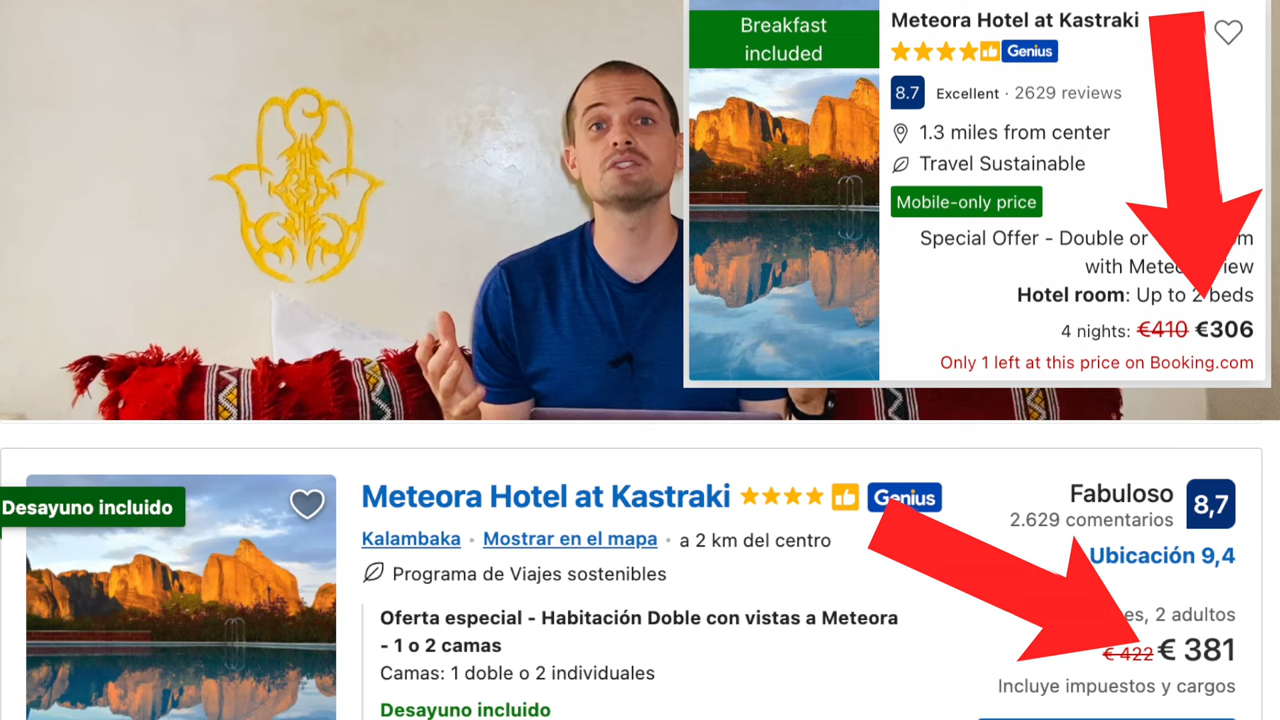 Breakfast
included
Meteora Hotel at Kastraki
Genius
8.7 Excellent · 2629 reviews
1.3 miles from center
Travel Sustainable
Mobile-only price
Special Offer - Double or
with
Hotel room: Up to 2 beds
4 nights: €410 €306
Only 1 left at this price on Booking.com
Desayuno incluido
Meteora Hotel at Kastraki
Genius
Kalambaka • Mostrar en el mapa • a 2 km del centro
Programa de Viajes sostenibles
Oferta especial - Habitación Doble con vistas a Meteora
- 1 o 2 camas
Camas: 1 doble o 2 individuales
Desayuno incluido
Fabuloso
8,7
2.629 comentarios
Ubicación 9,4
2 adultos
€ 422 € 381
Incluye impuestos y cargos